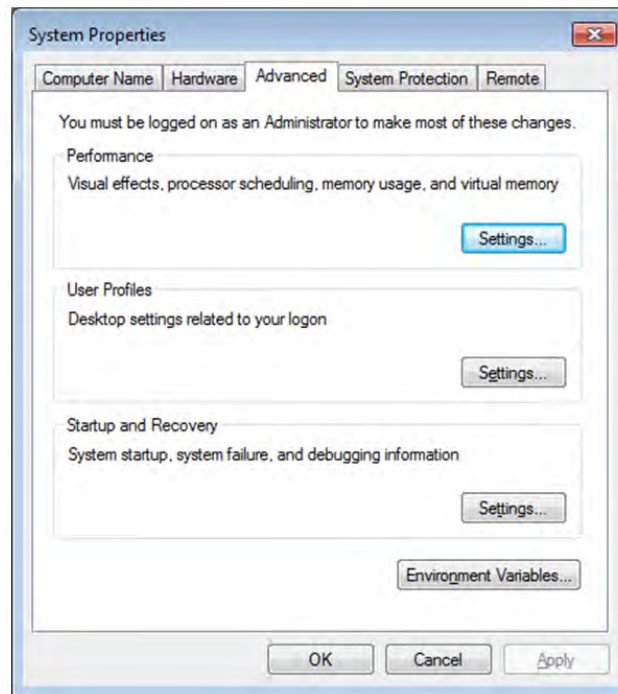 System Properties
Computer Name Hardware Advanced System Protection Remote
You must be logged on as an Administrator to make most of these changes.
Performance
Visual effects, processor scheduling, memory usage, and virtual memory
Settings...
User Profiles
Desktop settings related to your logon
Settings...
Startup and Recovery
System startup, system failure, and debugging information
Settings...
Environment Variables...
OK Cancel Apply